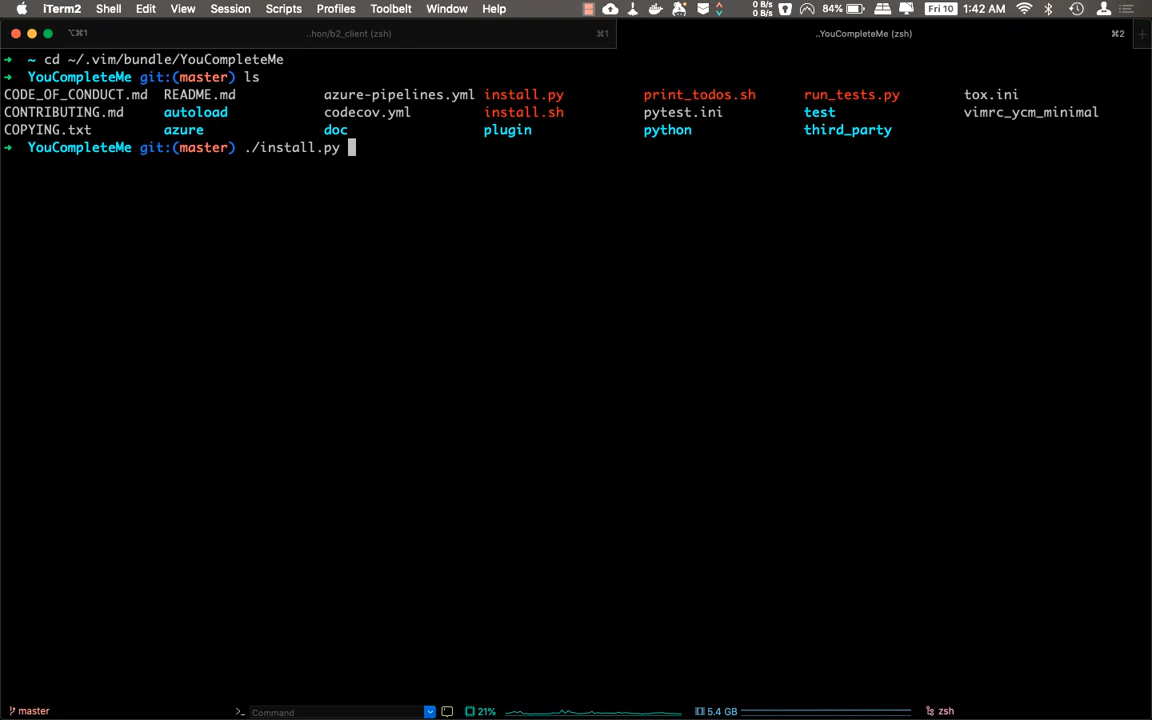 iTerm2 Shell Edit View Session Scripts Profiles Toolbelt Window Help 0 B/s 0 B/s 84% Fri 10 1:42 AM
⌥⌘1 ..hon/b2_client (zsh) ⌘1 ..YouCompleteMe (zsh) ⌘2
➜ ~ cd ~/.vim/bundle/YouCompleteMe
➜ YouCompleteMe git:(master) ls
CODE_OF_CONDUCT.md README.md azure-pipelines.yml install.py print_todos.sh run_tests.py tox.ini
CONTRIBUTING.md autoload codecov.yml install.sh pytest.ini test vimrc_ycm_minimal
COPYING.txt azure doc plugin python third_party
➜ YouCompleteMe git:(master) ./install.py
master >_ Command 21% 5.4 GB zsh